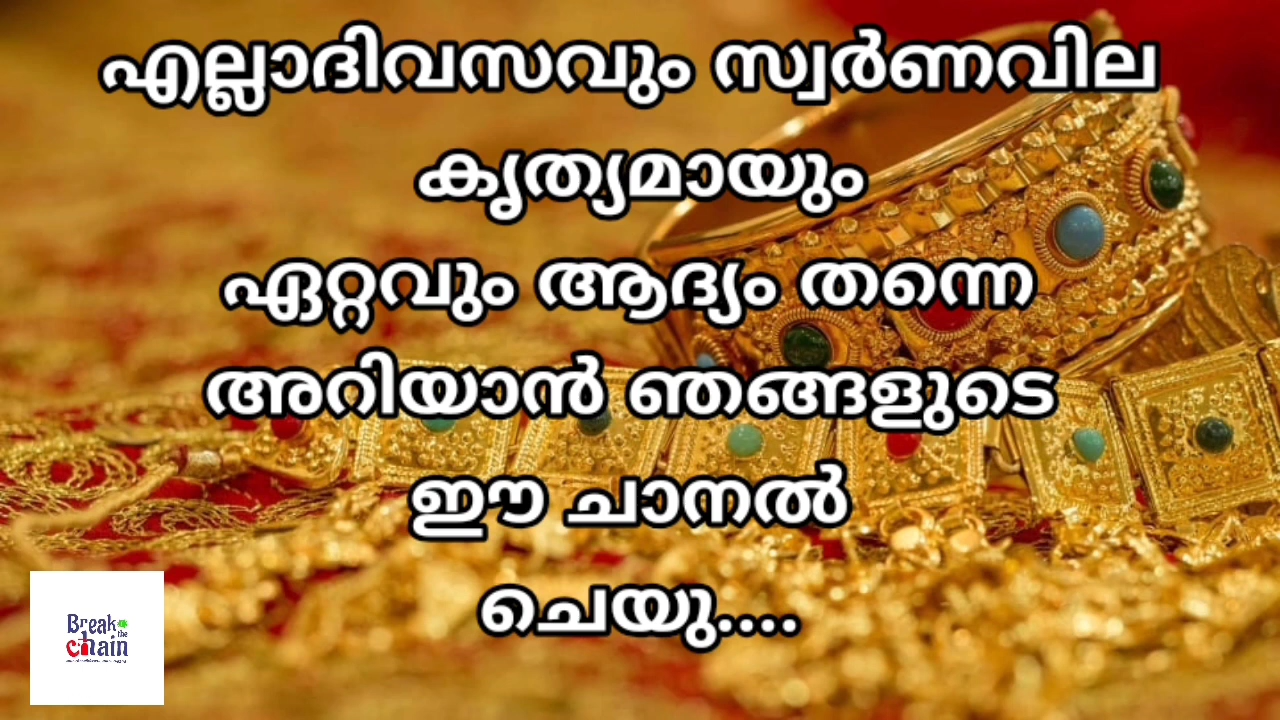 എല്ലാദിവസവും സ്വർണവില
കൃത്യമായും
ഏറ്റവും ആദ്യം തന്നെ
അറിയാൻ ഞങ്ങളുടെ
ഈ ചാനൽ
ചെയു....
Break
the
chain